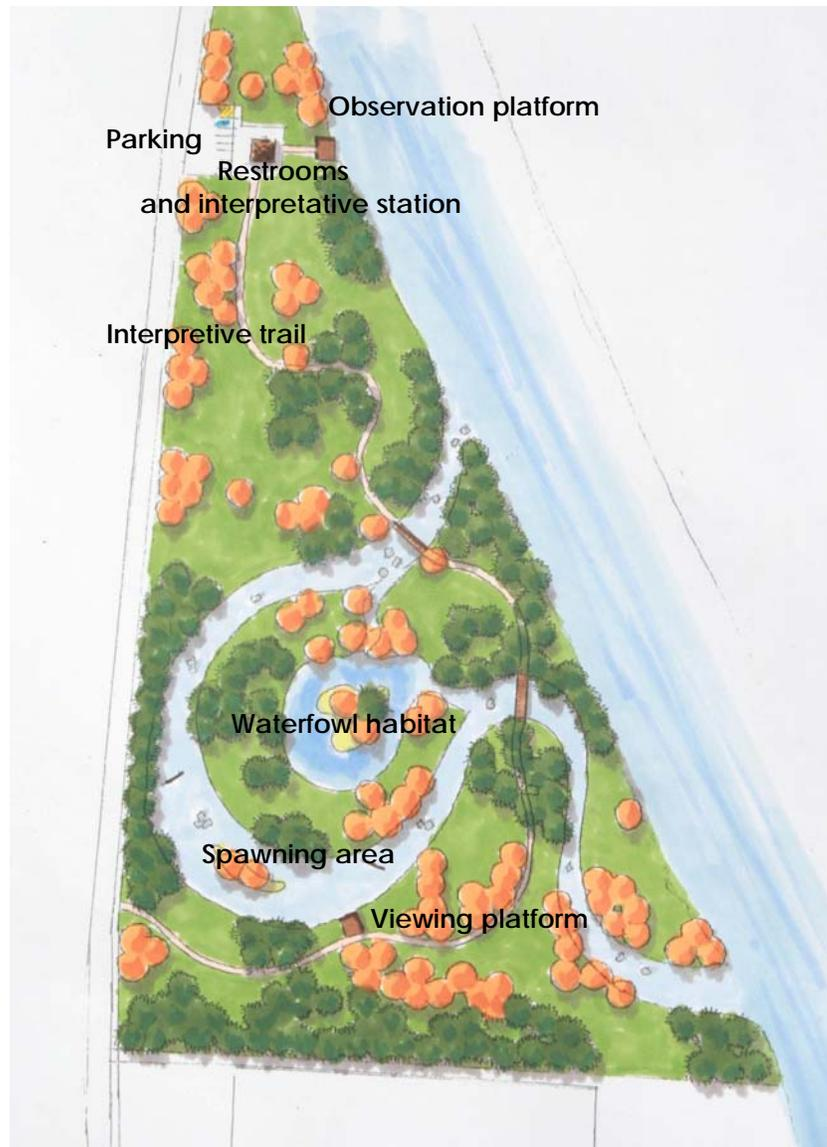 Observation platform
Parking
Restrooms
and interpretative station
Interpretive trail
Waterfowl habitat
Spawning area
Viewing platform